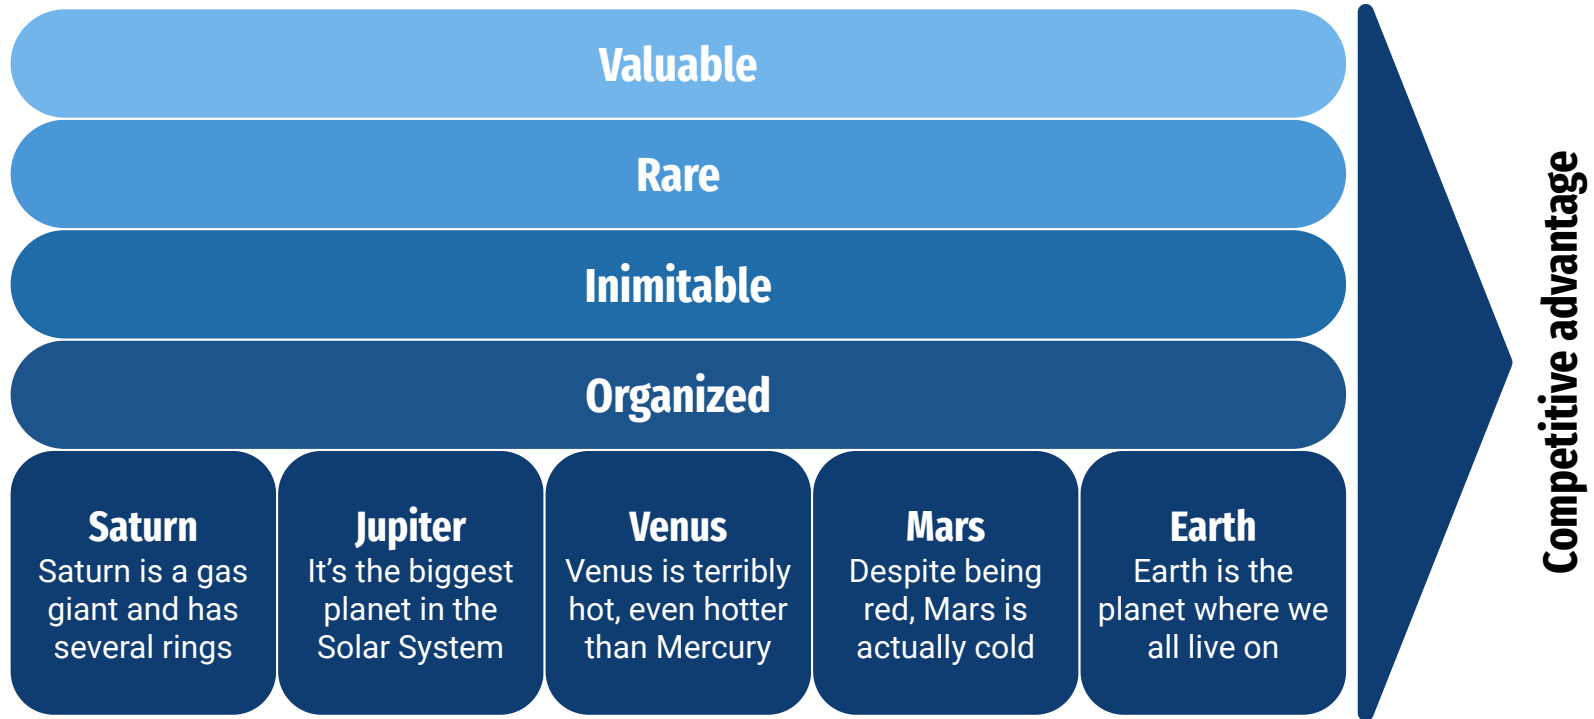 Valuable
Rare
Inimitable
Organized
Saturn
Saturn is a gas
giant and has
several rings
Jupiter
It’s the biggest
planet in the
Solar System
Venus
Venus is terribly
hot, even hotter
than Mercury
Mars
Despite being
red, Mars is
actually cold
Earth
Earth is the
planet where we
all live on
Competitive advantage